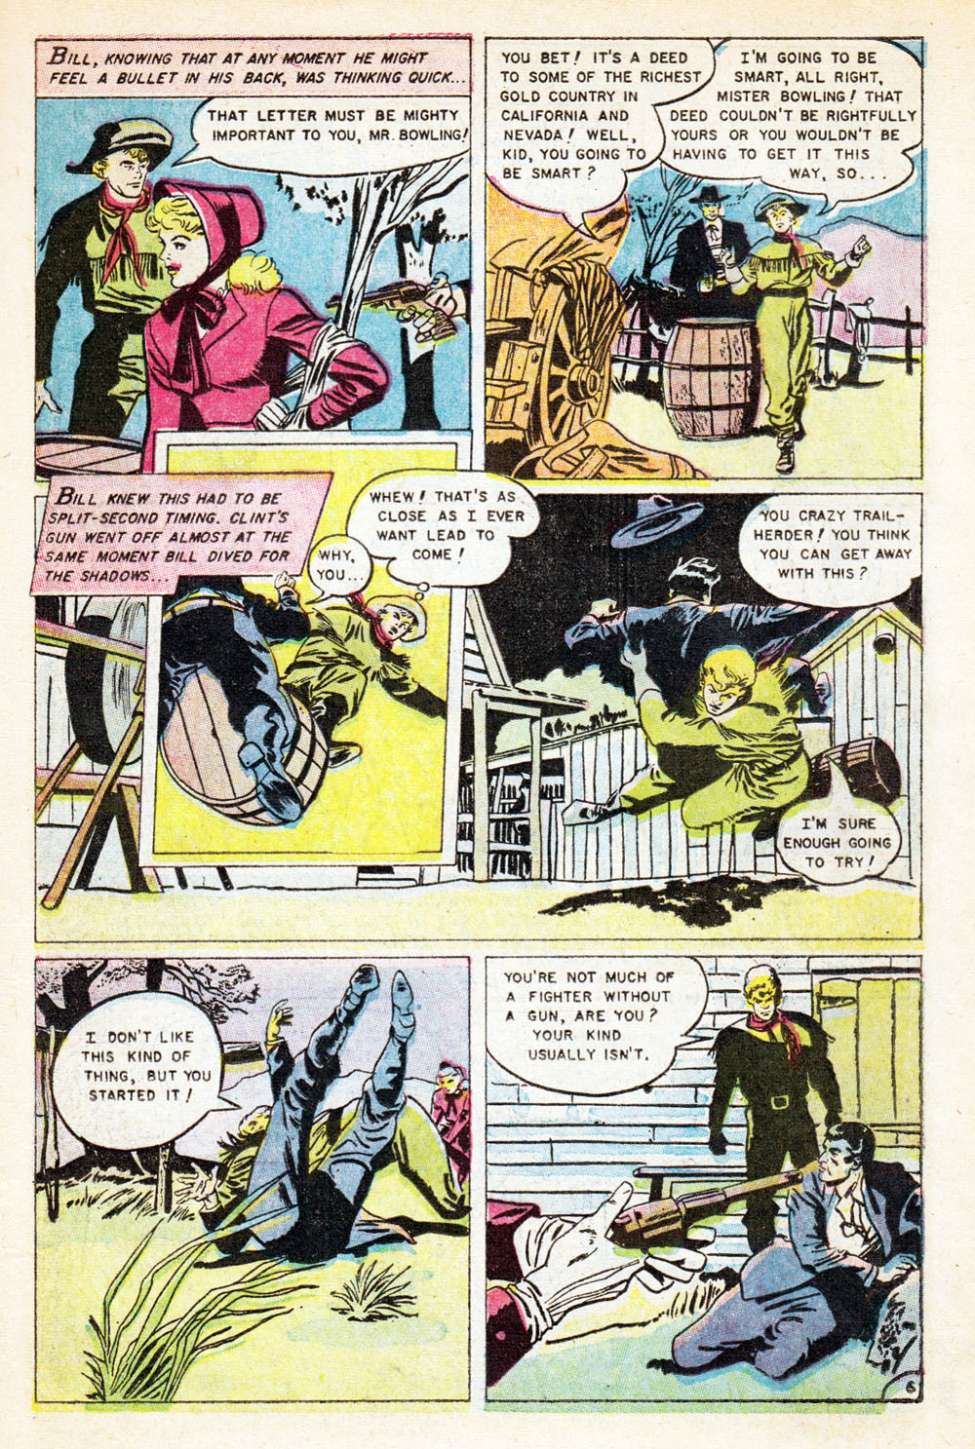 BILL, KNOWING THAT AT ANY MOMENT HE MIGHT
FEEL A BULLET IN HIS BACK, WAS THINKING QUICK...
THAT LETTER MUST BE MIGHTY
IMPORTANT TO YOU, MR. BOWLING!
YOU BET! IT'S A DEED
TO SOME OF THE RICHEST
GOLD COUNTRY IN
CALIFORNIA AND
NEVADA! WELL,
KID, YOU GOING TO
BE SMART?
I'M GOING TO BE
SMART, ALL RIGHT,
MISTER BOWLING! THAT
DEED COULDN'T BE RIGHTFULLY
YOURS OR YOU WOULDN'T BE
HAVING TO GET IT THIS
WAY, SO...
BILL KNEW THIS HAD TO BE
SPLIT-SECOND TIMING. CLINT'S
GUN WENT OFF ALMOST AT THE
SAME MOMENT BILL DIVED FOR
THE SHADOWS...
WHY,
YOU...
WHEW! THAT'S AS
CLOSE AS I EVER
WANT LEAD TO
COME!
YOU CRAZY TRAIL-
HERDER! YOU THINK
YOU CAN GET AWAY
WITH THIS?
I'M SURE
ENOUGH GOING
TO TRY!
I DON'T LIKE
THIS KIND OF
THING, BUT YOU
STARTED IT!
YOU'RE NOT MUCH OF
A FIGHTER WITHOUT
A GUN, ARE YOU?
YOUR KIND
USUALLY ISN'T.
6